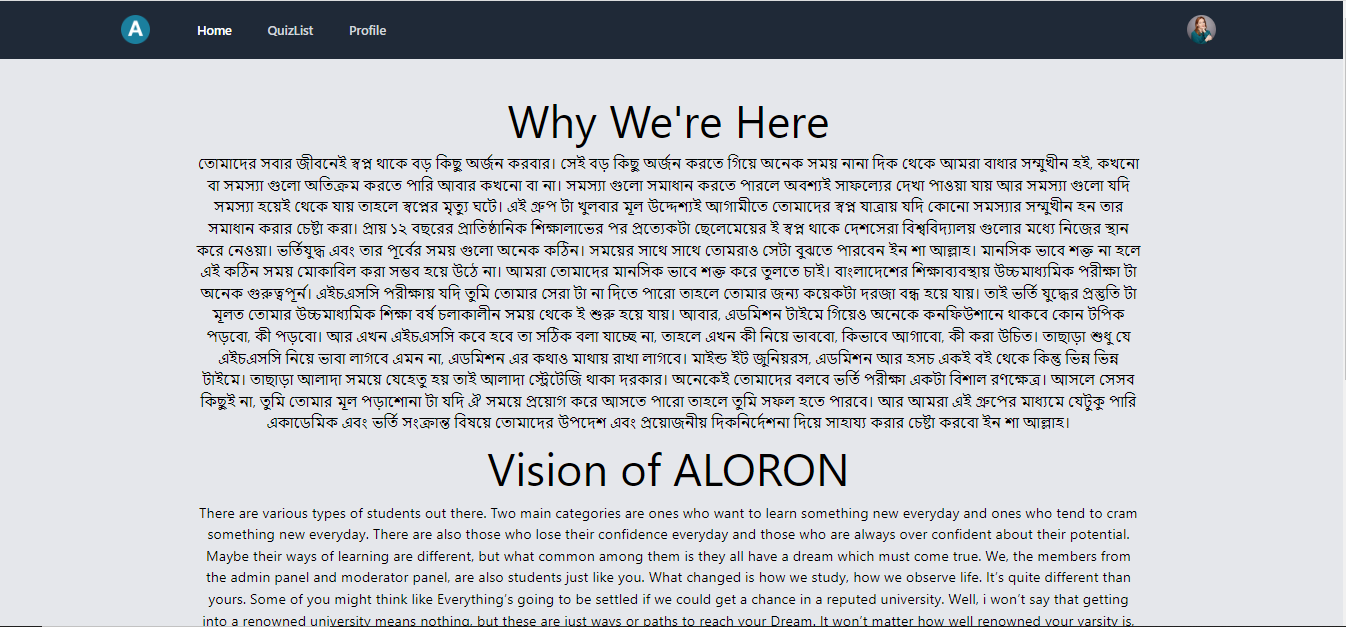 A
Home
QuizList
Profile
Why We're Here
তোমাদের সবার জীবনেই স্বপ্ন থাকে বড় কিছু অর্জন করবার। সেই বড় কিছু অর্জন করতে গিয়ে অনেক সময় নানা দিক থেকে আমরা বাধার সম্মুখীন হই, কখনো
বা সমস্যা গুলো অতিক্রম করতে পারি আবার কখনো বা না। সমস্যা গুলো সমাধান করতে পারলে অবশ্যই সাফল্যের দেখা পাওয়া যায় আর সমস্যা গুলো যদি
সমস্যা হয়েই থেকে যায় তাহলে স্বপ্নের মৃত্যু ঘটে। এই গ্রুপ টা খুলবার মূল উদ্দেশ্যই আগামীতে তোমাদের স্বপ্ন যাত্রায় যদি কোনো সমস্যার সম্মুখীন হন তার
সমাধান করার চেষ্টা করা। প্রায় ১২ বছরের প্রাতিষ্ঠানিক শিক্ষালাভের পর প্রত্যেকটা ছেলেমেয়ের ই স্বপ্ন থাকে দেশসেরা বিশ্ববিদ্যালয় গুলোর মধ্যে নিজের স্থান
করে নেওয়া। ভর্তিযুদ্ধ এবং তার পূর্বের সময় গুলো অনেক কঠিন। সময়ের সাথে সাথে তোমরাও সেটা বুঝতে পারবেন ইন শা আল্লাহ। মানসিক ভাবে শক্ত না হলে
এই কঠিন সময় মোকাবিল করা সম্ভব হয়ে উঠে না। আমরা তোমাদের মানসিক ভাবে শক্ত করে তুলতে চাই। বাংলাদেশের শিক্ষাব্যবস্থায় উচ্চমাধ্যমিক পরীক্ষা টা
অনেক গুরুত্বপূর্ন। এইচএসসি পরীক্ষায় যদি তুমি তোমার সেরা টা না দিতে পারো তাহলে তোমার জন্য কয়েকটা দরজা বন্ধ হয়ে যায়। তাই ভর্তি যুদ্ধের প্রস্তুতি টা
মূলত তোমার উচ্চমাধ্যমিক শিক্ষা বর্ষ চলাকালীন সময় থেকে ই শুরু হয়ে যায়। আবার, এডমিশন টাইমে গিয়েও অনেকে কনফিউশানে থাকবে কোন টপিক
পড়বো, কী পড়বো। আর এখন এইচএসসি কবে হবে তা সঠিক বলা যাচ্ছে না, তাহলে এখন কী নিয়ে ভাববো, কিভাবে আগাবো, কী করা উচিত। তাছাড়া শুধু যে
এইচএসসি নিয়ে ভাবা লাগবে এমন না, এডমিশন এর কথাও মাথায় রাখা লাগবে। মাইন্ড ইট জুনিয়রস, এডমিশন আর হসচ একই বই থেকে কিন্তু ভিন্ন ভিন্ন
টাইমে। তাছাড়া আলাদা সময়ে যেহেতু হয় তাই আলাদা স্ট্রেটেজি থাকা দরকার। অনেকেই তোমাদের বলবে ভর্তি পরীক্ষা একটা বিশাল রণক্ষেত্র। আসলে সেসব
কিছুই না, তুমি তোমার মূল পড়াশোনা টা যদি ঐ সময়ে প্রয়োগ করে আসতে পারো তাহলে তুমি সফল হতে পারবে। আর আমরা এই গ্রুপের মাধ্যমে যেটুকু পারি
একাডেমিক এবং ভর্তি সংক্রান্ত বিষয়ে তোমাদের উপদেশ এবং প্রয়োজনীয় দিকনির্দেশনা দিয়ে সাহায্য করার চেষ্টা করবো ইন শা আল্লাহ।
Vision of ALORON
There are various types of students out there. Two main categories are ones who want to learn something new everyday and ones who tend to cram
something new everyday. There are also those who lose their confidence everyday and those who are always over confident about their potential.
Maybe their ways of learning are different, but what common among them is they all have a dream which must come true. We, the members from
the admin panel and moderator panel, are also students just like you. What changed is how we study, how we observe life. It's quite different than
yours. Some of you might think like Everything's going to be settled if we could get a chance in a reputed university. Well, i won't say that getting
into a renowned university means nothing, but these are just ways or paths to reach your Dream. It won't matter how well renowned your varsity is,